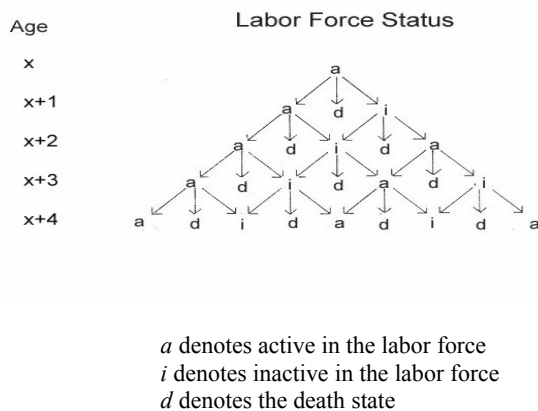 Labor Force Status
Age
x
a
x+1
a d i
x+2
a d i d a
x+3
a d i d a d i
x+4
a d i d a d i d a
a denotes active in the labor force
i denotes inactive in the labor force
d denotes the death state